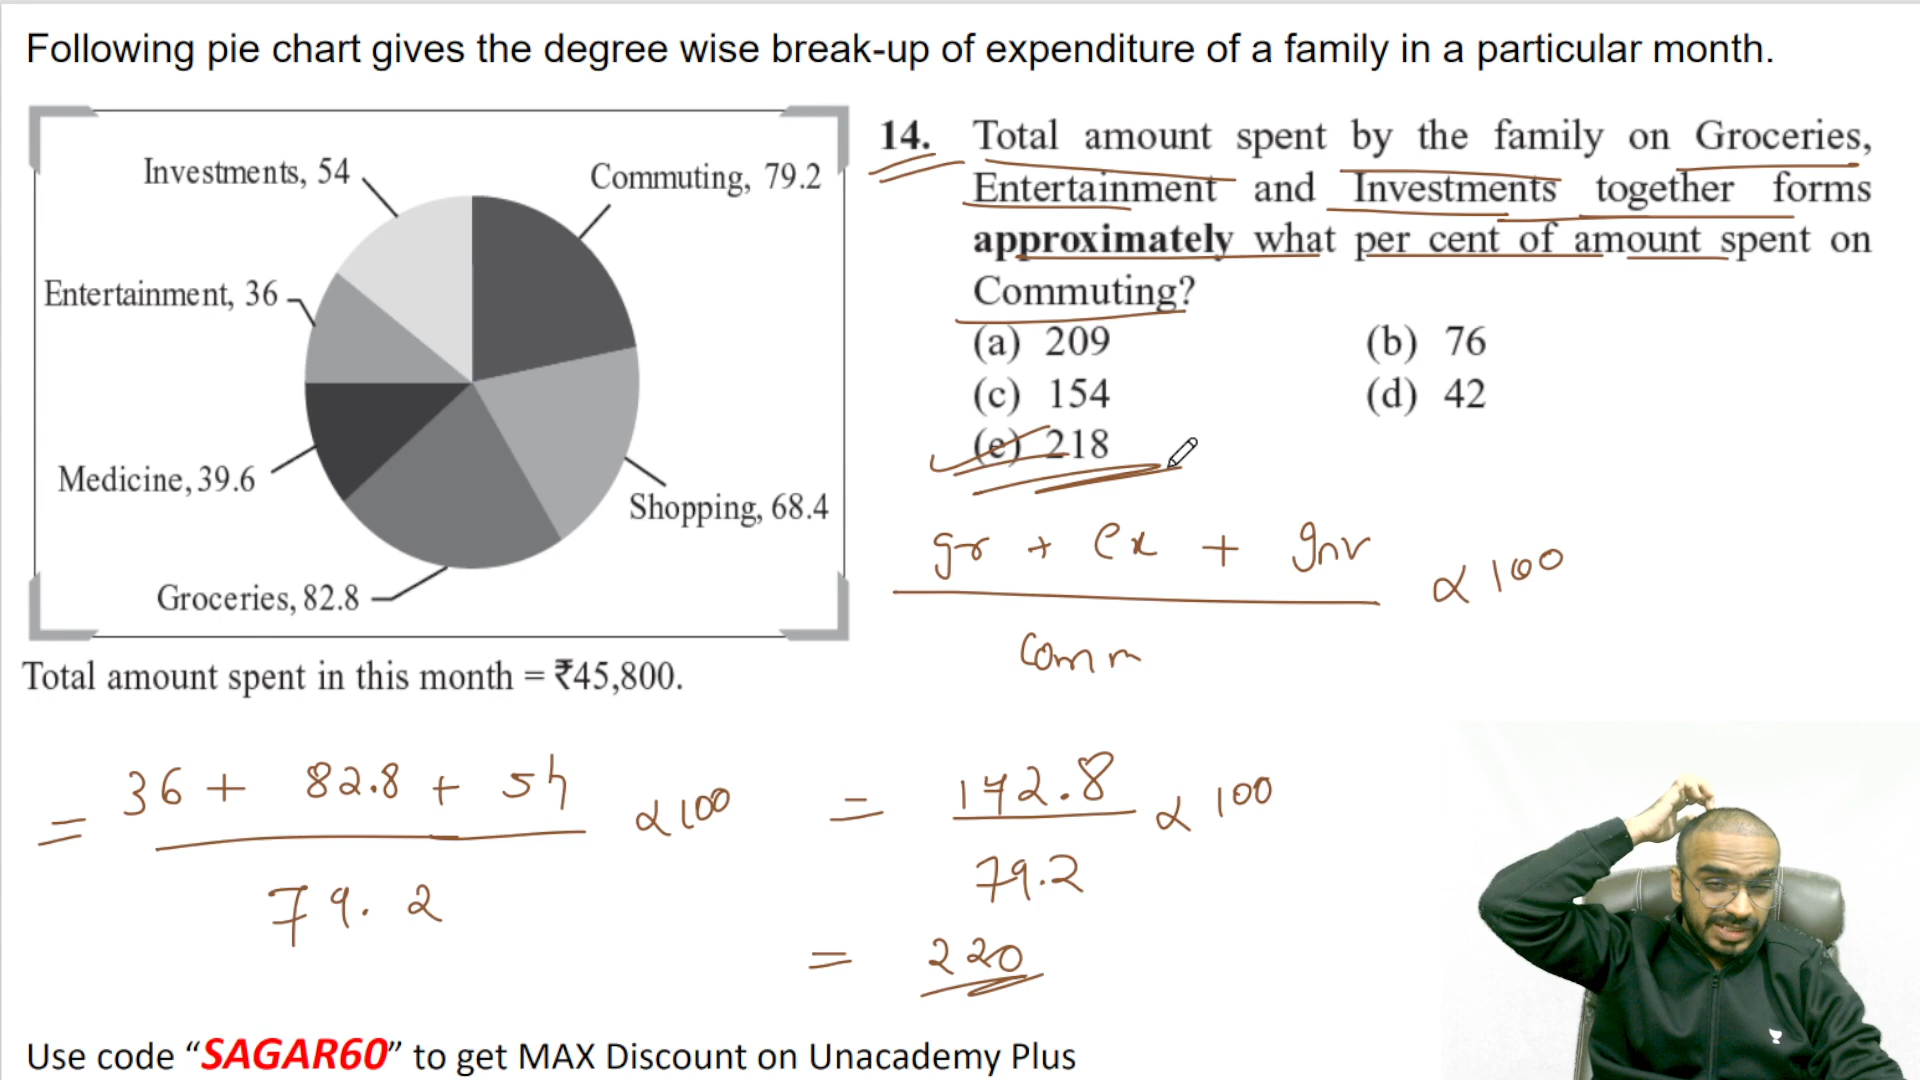 Following pie chart gives the degree wise break-up of expenditure of a family in a particular month.
Investments, 54
Commuting, 79.2
Entertainment, 36
Medicine, 39.6
Shopping, 68.4
Groceries, 82.8
Total amount spent in this month = ₹45,800.
14. Total amount spent by the family on Groceries,
Entertainment and Investments together forms
approximately what per cent of amount spent on
Commuting?
(a) 209 (b) 76
(c) 154 (d) 42
(e) 218
gr + ex + Inv × 100
Comm
= 36 + 82.8 + 54 × 100
79.2
= 172.8 × 100
79.2
= 220
Use code “SAGAR60” to get MAX Discount on Unacademy Plus